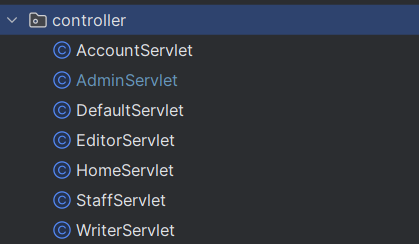 controller
AccountServlet
AdminServlet
DefaultServlet
EditorServlet
HomeServlet
StaffServlet
WriterServlet